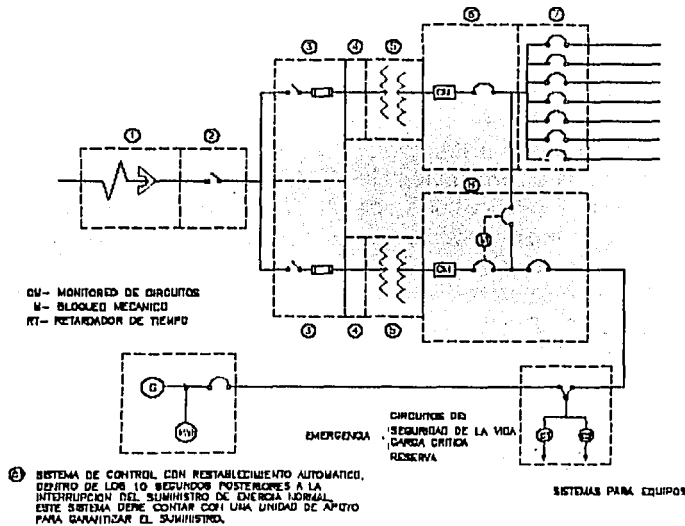 6 7
3 4 5
CM
1 2
8
M
CM
CM- MONITOREO DE CIRCUITOS
M- BLOQUEO MECANICO
RT- RETARDADOR DE TIEMPO
3 4 5
G
CIRCUITOS DE:
EMERGENCIA
SEGURIDAD DE LA VIDA
CARGA CRITICA
RESERVA
SISTEMA DE CONTROL CON RESTABLECIMIENTO AUTOMATICO,
DENTRO DE LOS 10 SEGUNDOS POSTERIORES A LA
INTERRUPCION DEL SUMINISTRO DE ENERGIA NORMAL,
ESTE SISTEMA DEBE CONTAR CON UNA UNIDAD DE APOYO
PARA GARANTIZAR EL SUMINISTRO.
SISTEMAS PARA EQUIPOS